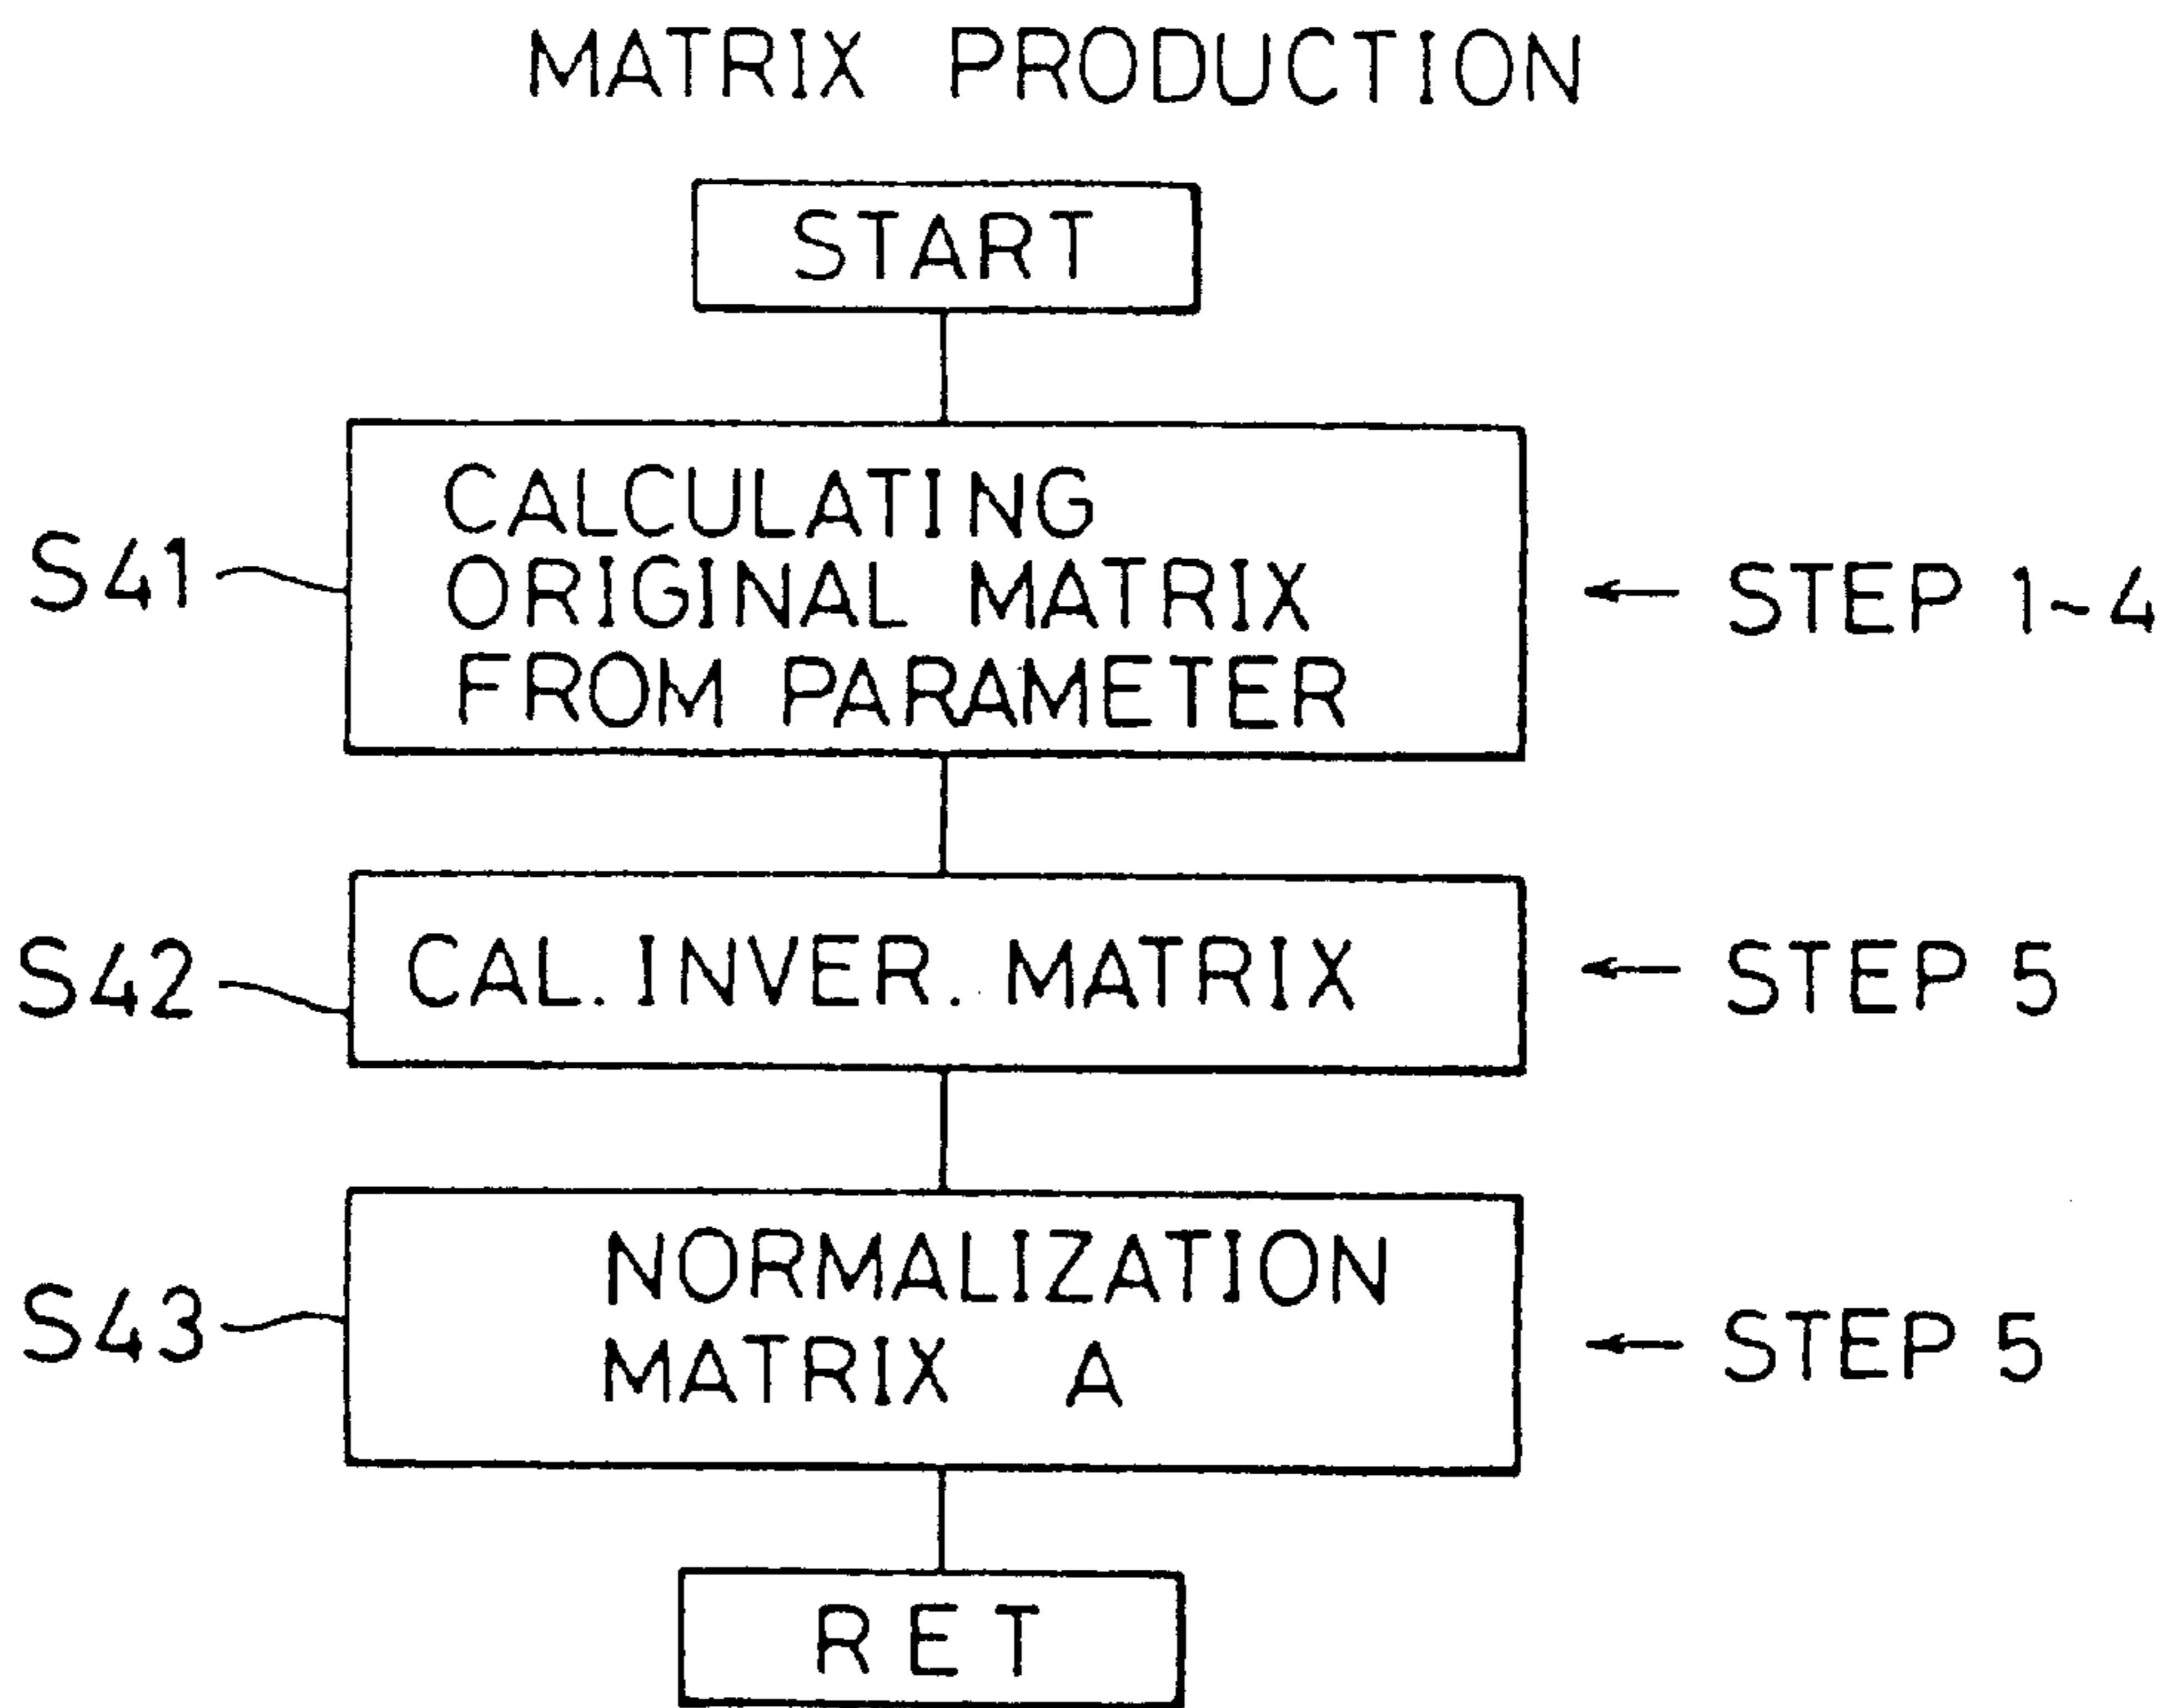 MATRIX PRODUCTION
START
CALCULATING
ORIGINAL MATRIX
FROM PARAMETER
S41
← STEP 1~4
S42
CAL. INVER. MATRIX
← STEP 5
NORMALIZATION
MATRIX A
S43
← STEP 5
RET